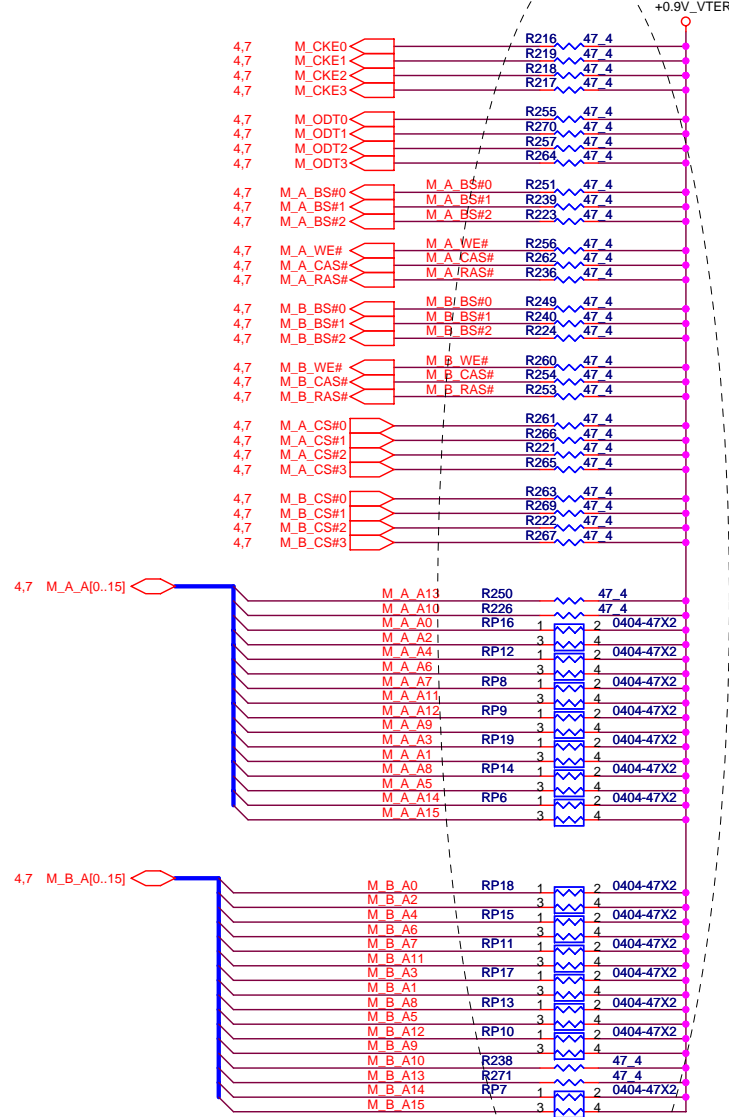 +0.9V_VTER
4,7 M_CKE0 R216 47_4
4,7 M_CKE1 R219 47_4
4,7 M_CKE2 R218 47_4
4,7 M_CKE3 R217 47_4
4,7 M_ODT0 R255 47_4
4,7 M_ODT1 R270 47_4
4,7 M_ODT2 R257 47_4
4,7 M_ODT3 R264 47_4
4,7 M_A_BS#0 M_A_BS#0 R251 47_4
4,7 M_A_BS#1 M_A_BS#1 R239 47_4
4,7 M_A_BS#2 M_A_BS#2 R223 47_4
4,7 M_A_WE# M_A_WE# R256 47_4
4,7 M_A_CAS# M_A_CAS# R262 47_4
4,7 M_A_RAS# M_A_RAS# R236 47_4
4,7 M_B_BS#0 M_B_BS#0 R249 47_4
4,7 M_B_BS#1 M_B_BS#1 R240 47_4
4,7 M_B_BS#2 M_B_BS#2 R224 47_4
4,7 M_B_WE# M_B_WE# R260 47_4
4,7 M_B_CAS# M_B_CAS# R254 47_4
4,7 M_B_RAS# M_B_RAS# R253 47_4
4,7 M_A_CS#0 R261 47_4
4,7 M_A_CS#1 R266 47_4
4,7 M_A_CS#2 R221 47_4
4,7 M_A_CS#3 R265 47_4
4,7 M_B_CS#0 R263 47_4
4,7 M_B_CS#1 R269 47_4
4,7 M_B_CS#2 R222 47_4
4,7 M_B_CS#3 R267 47_4
4,7 M_A_A[0..15]
M_A_A13 R250 47_4
M_A_A10 R226 47_4
M_A_A0 RP16 1 2 0404-47X2
M_A_A2 3 4
M_A_A4 RP12 1 2 0404-47X2
M_A_A6 3 4
M_A_A7 RP8 1 2 0404-47X2
M_A_A11 3 4
M_A_A12 RP9 1 2 0404-47X2
M_A_A9 3 4
M_A_A3 RP19 1 2 0404-47X2
M_A_A1 3 4
M_A_A8 RP14 1 2 0404-47X2
M_A_A5 3 4
M_A_A14 RP6 1 2 0404-47X2
M_A_A15 3 4
4,7 M_B_A[0..15]
M_B_A0 RP18 1 2 0404-47X2
M_B_A2 3 4
M_B_A4 RP15 1 2 0404-47X2
M_B_A6 3 4
M_B_A7 RP11 1 2 0404-47X2
M_B_A11 3 4
M_B_A3 RP17 1 2 0404-47X2
M_B_A1 3 4
M_B_A8 RP13 1 2 0404-47X2
M_B_A5 3 4
M_B_A12 RP10 1 2 0404-47X2
M_B_A9 3 4
M_B_A10 R238 47_4
M_B_A13 R271 47_4
M_B_A14 RP7 1 2 0404-47X2
M_B_A15 3 4